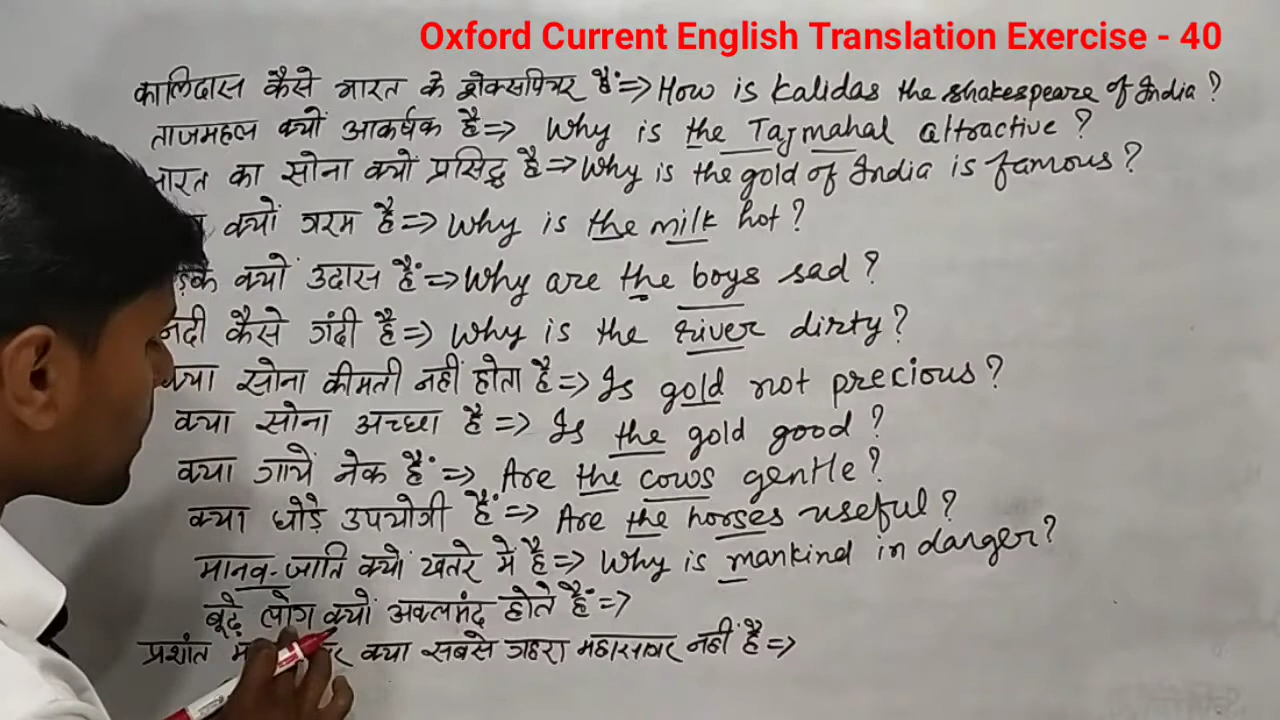 Oxford Current English Translation Exercise - 40
कालिदास कैसे भारत के शेक्सपियर हैं => How is Kalidas the shakespeare of India ?
ताजमहल क्यों आकर्षक है => Why is the Tajmahal attractive ?
का सोना क्यों प्रसिद्ध है => Why is the gold of India is famous ?
क्यों गरम है => Why is the milk hot ?
क्यों उदास हैं => Why are the boys sad ?
नदी कैसे गंदी है => Why is the river dirty ?
क्या सोना कीमती नहीं होता है => Is gold not precious ?
क्या सोना अच्छा है => Is the gold good ?
क्या गायें नेक हैं => Are the cows gentle ?
क्या घोड़े उपयोगी हैं => Are the horses useful ?
मानव-जाति क्यों खतरे में है => Why is mankind in danger ?
बूढ़े लोग क्यों अक्लमंद होते हैं =>
प्रशांत क्या सबसे गहरा महासागर नहीं है =>